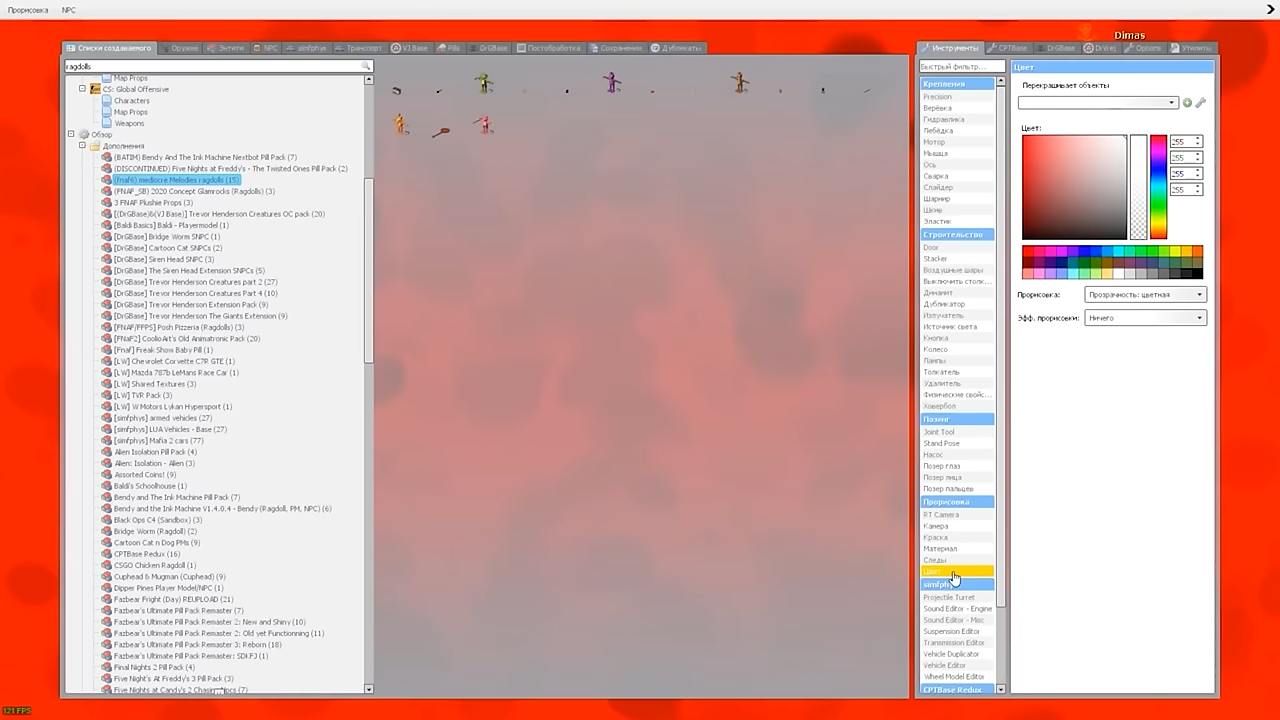 Прорисовка NPC
Dimas
Списки создаваемого Оружие Энтити NPC simfphys Транспорт VJ Base Pills DrGBase Постобработка Сохранения Дубликаты
Инструменты CPTBase DrGBase DrVrej Options Утилиты
ragdolls
Map Props
CS: Global Offensive
Characters
Map Props
Weapons
Обзор
Дополнения
(BATIM) Bendy And The Ink Machine Nextbot Pill Pack (7)
(DISCONTINUED) Five Nights at Freddy's - The Twisted Ones Pill Pack (2)
(fnaf6) mediocre Melodies ragdolls (15)
(FNAF_SB) 2020 Concept Glamrocks (Ragdolls) (3)
3 FNAF Plushie Props (3)
[(DrGBase)&(VJ Base)] Trevor Henderson Creatures OC pack (20)
[Baldi Basics] Baldi - Playermodel (1)
[DrGBase] Bridge Worm SNPC (1)
[DrGBase] Cartoon Cat SNPCs (2)
[DrGBase] Siren Head SNPC (3)
[DrGBase] The Siren Head Extension SNPCs (5)
[DrGBase] Trevor Henderson Creatures part 2 (27)
[DrGBase] Trevor Henderson Creatures Part 4 (10)
[DrGBase] Trevor Henderson Extension Pack (9)
[DrGBase] Trevor Henderson The Giants Extension (9)
[FNAF/FFPS] Posh Pizzeria (Ragdolls) (3)
[FNAF2] CoolioArt's Old Animatronic Pack (20)
[Fnaf] Freak Show Baby Pill (1)
[LW] Chevrolet Corvette C7R GTE (1)
[LW] Mazda 787b LeMans Race Car (1)
[LW] Shared Textures (3)
[LW] TVR Pack (3)
[LW] W Motors Lykan Hypersport (1)
[simfphys] armed vehicles (27)
[simfphys] LUA Vehicles - Base (27)
[simfphys] Mafia 2 cars (77)
Alien Isolation Pill Pack (4)
Alien: Isolation - Alien (3)
Assorted Coins! (9)
Baldi's Schoolhouse (1)
Bendy and The Ink Machine Pill Pack (7)
Bendy and the Ink Machine V1.4.0.4 - Bendy (Ragdoll, PM, NPC) (6)
Black Ops C4 (Sandbox) (3)
Bridge Worm (Ragdoll) (2)
Cartoon Cat n Dog PMs (9)
CPTBase Redux (16)
CSGO Chicken Ragdoll (1)
Cuphead & Mugman (Cuphead) (9)
Dipper Pines Player Model/NPC (1)
Fazbear Fright (Day) REUPLOAD (21)
Fazbear's Ultimate Pill Pack Remaster (7)
Fazbear's Ultimate Pill Pack Remaster 2: New and Shiny (10)
Fazbear's Ultimate Pill Pack Remaster 2: Old yet Functionning (11)
Fazbear's Ultimate Pill Pack Remaster 3: Reborn (18)
Fazbear's Ultimate Pill Pack Remaster: SD&FJ (1)
Final Nights 2 Pill Pack (4)
Five Night's At Freddy's 3 Pill Pack (3)
Five Nights at Candy's 2
Быстрый фильтр...
Крепления
Precision
Верёвка
Гидравлика
Лебёдка
Мотор
Мышца
Ось
Сварка
Слайдер
Шарнир
Шкив
Эластик
Строительство
Door
Stacker
Воздушные шары
Выключить столк...
Динамит
Дубликатор
Излучатель
Источник света
Кнопка
Колесо
Лампы
Толкатель
Удалитель
Физические свойс...
Ховербол
Позинг
Joint Tool
Stand Pose
Насос
Позер глаз
Позер лица
Позер пальцев
Прорисовка
RT Camera
Камера
Краска
Материал
Следы
Цвет
Projectile Turret
Sound Editor - Engine
Sound Editor - Misc
Suspension Editor
Transmission Editor
Vehicle Duplicator
Vehicle Editor
Wheel Model Editor
CPTBase Redux
Цвет
Перекрашивает объекты
Цвет:
255
255
255
255
Прорисовка: Прозрачность: цветная
Эфф. прорисовки: Ничего
121 FPS